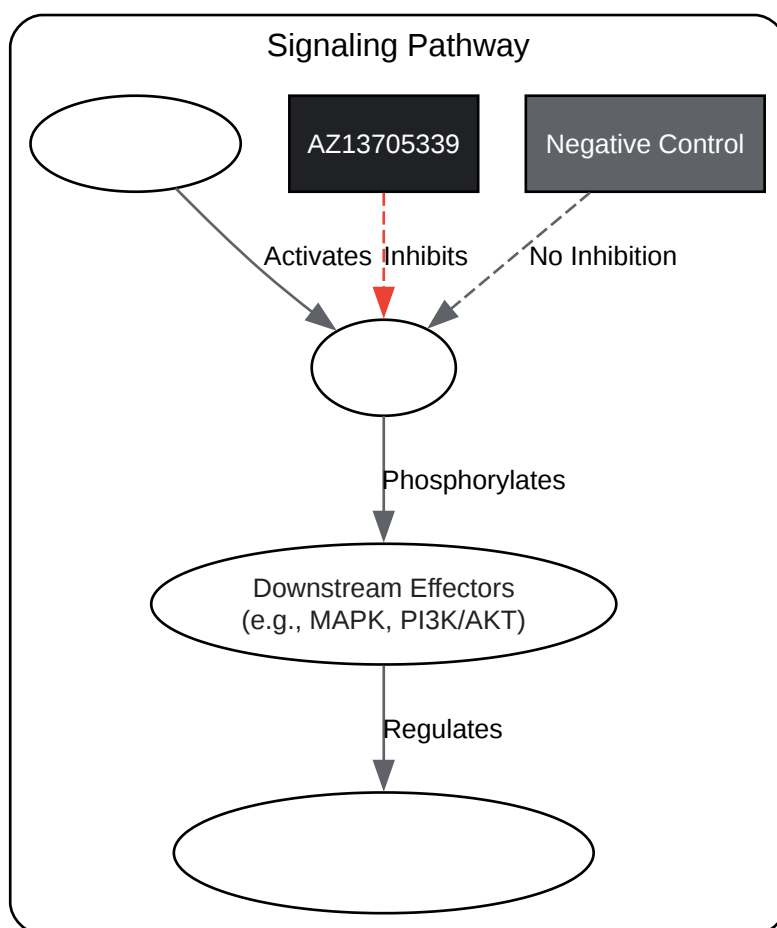 Signaling Pathway
AZ13705339
Negative Control
Activates
Inhibits
No Inhibition
Phosphorylates
Downstream Effectors
(e.g., MAPK, PI3K/AKT)
Regulates